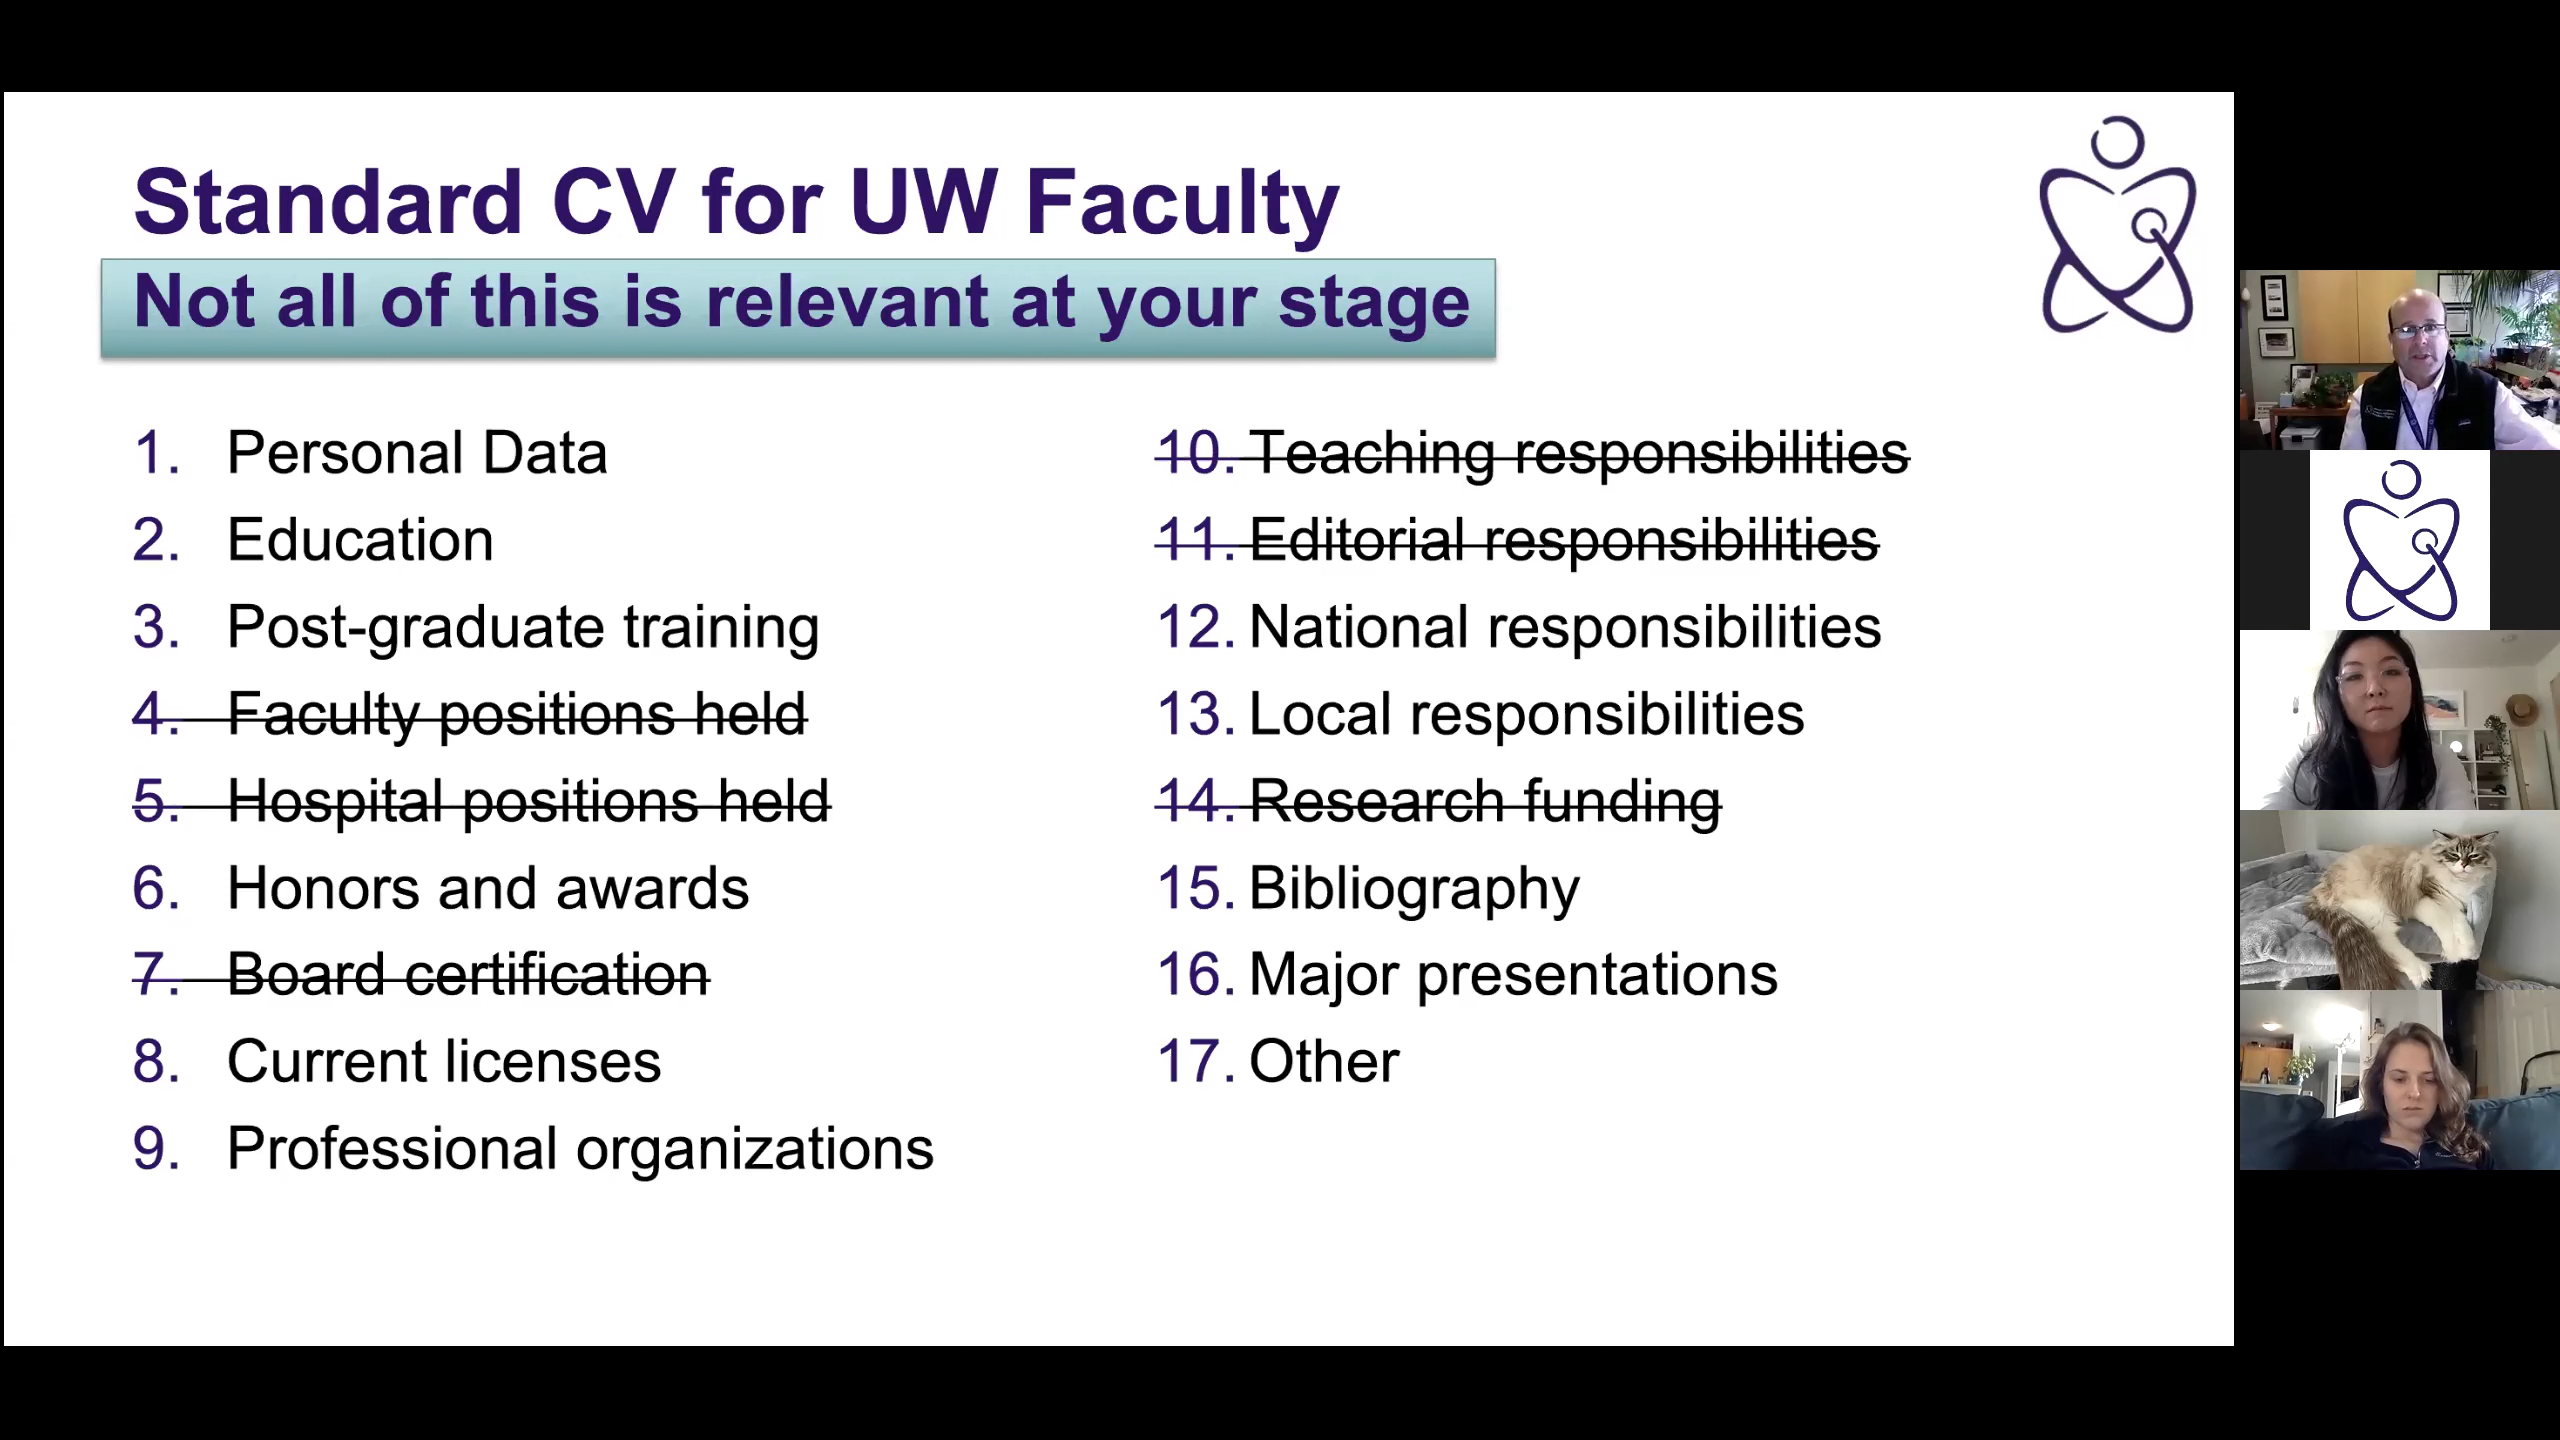 Standard CV for UW Faculty
Not all of this is relevant at your stage
1. Personal Data
2. Education
3. Post-graduate training
4. Faculty positions held
5. Hospital positions held
6. Honors and awards
7. Board certification
8. Current licenses
9. Professional organizations
10. Teaching responsibilities
11. Editorial responsibilities
12. National responsibilities
13. Local responsibilities
14. Research funding
15. Bibliography
16. Major presentations
17. Other